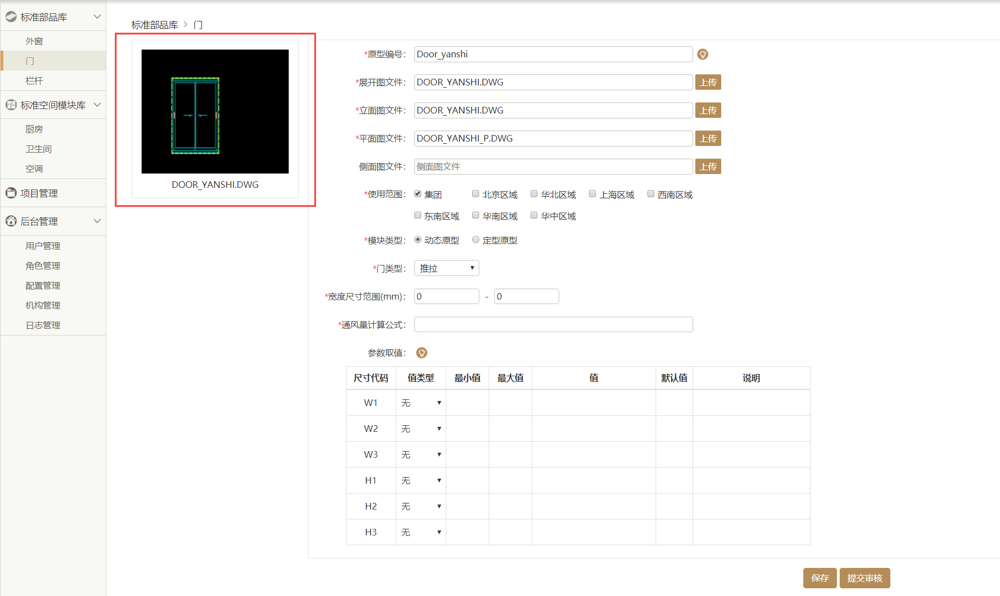 标准部品库
外窗
门
栏杆
标准空间模块库
厨房
卫生间
空调
项目管理
后台管理
用户管理
角色管理
配置管理
机构管理
日志管理
标准部品库 > 门
DOOR_YANSHI.DWG
*原型编号： Door_yanshi
*展开图文件： DOOR_YANSHI.DWG 上传
*立面图文件： DOOR_YANSHI.DWG 上传
*平面图文件： DOOR_YANSHI_P.DWG 上传
侧面图文件： 侧面图文件 上传
*使用范围： 集团 北京区域 华北区域 上海区域 西南区域
东南区域 华南区域 华中区域
*模块类型： 动态原型 定型原型
*门类型： 推拉
*宽度尺寸范围(mm)： 0 - 0
*通风量计算公式：
参数取值：
尺寸代码 值类型 最小值 最大值 值 默认值 说明
W1 无
W2 无
W3 无
H1 无
H2 无
H3 无
保存 提交审核